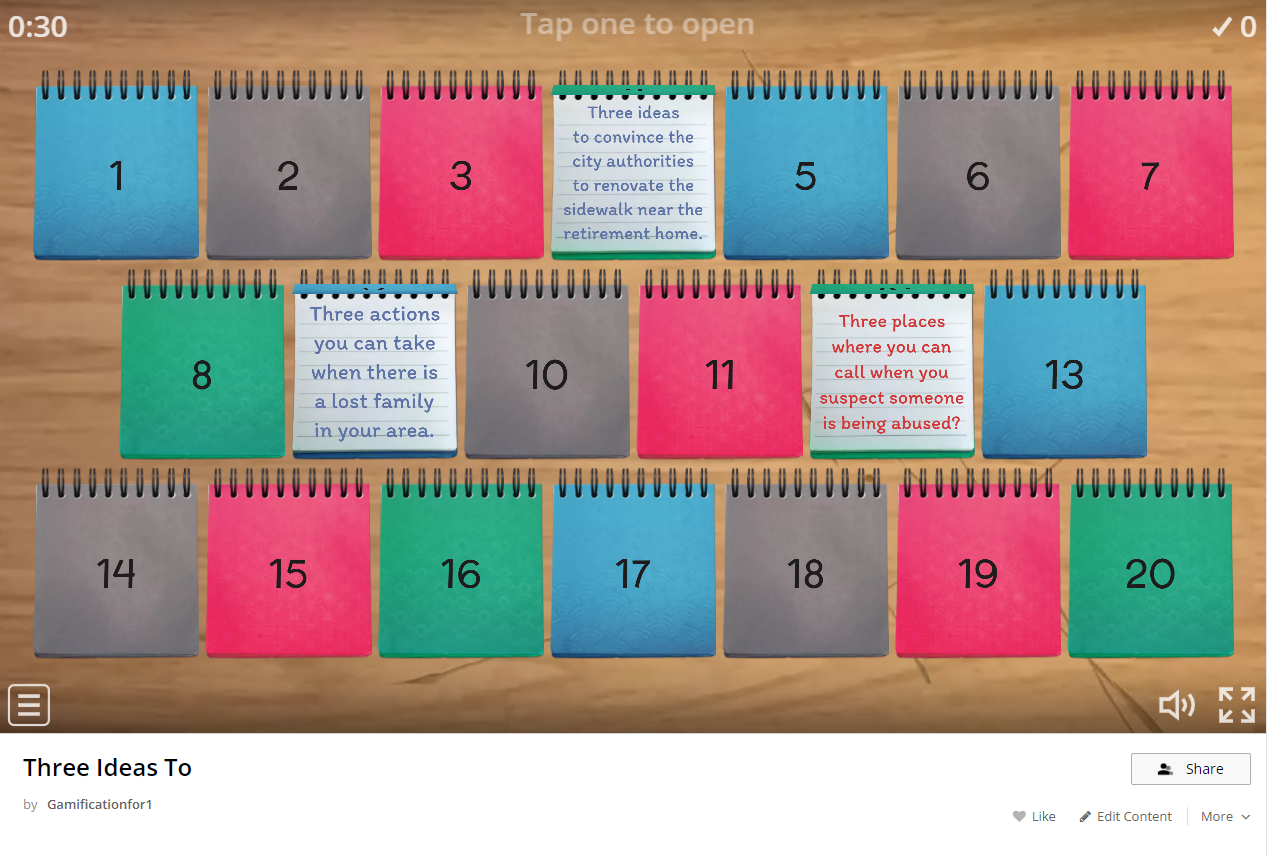 0:30
Tap one to open
0
1
2
3
Three ideas
to convince the
city authorities
to renovate the
sidewalk near the
retirement home.
5
6
7
8
Three actions
you can take
when there is
a lost family
in your area.
10
11
Three places
where you can
call when you
suspect someone
is being abused?
13
14
15
16
17
18
19
20
Three Ideas To
Share
by Gamificationfor1
Like
Edit Content
More